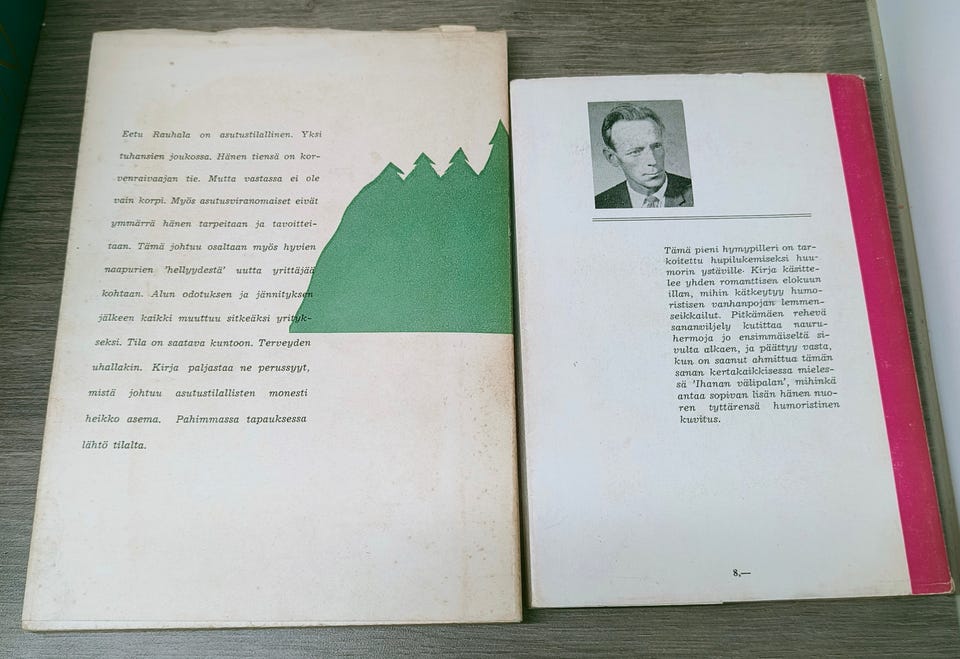 Eetu Rauhala on asutustilallinen. Yksi
tuhansien joukossa. Hänen tiensä on kor-
venraivaajan tie. Mutta vastassa ei ole
vain korpi. Myös asutusviranomaiset eivät
ymmärrä hänen tarpeitaan ja tavoittei-
taan. Tämä johtuu osaltaan myös hyvien
naapurien 'hellyydestä' uutta yrittäjää
kohtaan. Alun odotuksen ja jännityksen
jälkeen kaikki muuttuu sitkeäksi yrityk-
seksi. Tila on saatava kuntoon. Terveyden
uhallakin. Kirja paljastaa ne perussyyt,
mistä johtuu asutustilallisten monesti
heikko asema. Pahimmassa tapauksessa
lähtö tilalta.
Tämä pieni hymypilleri on tar-
koitettu hupilukemiseksi huu-
morin ystäville. Kirja käsitte-
lee yhden romanttisen elokuun
illan, mihin kätkeytyy humo-
ristisen vanhanpojan lemmen-
seikkailut. Pitkämäen rehevä
sananviljely kutittaa nauru-
hermoja jo ensimmäiseltä si-
vulta alkaen, ja päättyy vasta,
kun on saanut ahmittua tämän
sanan kertakaikkisessa mieles-
sä 'Ihanan välipalan', mihinkä
antaa sopivan lisän hänen nuo-
ren tyttärensä humoristinen
kuvitus.
8,—